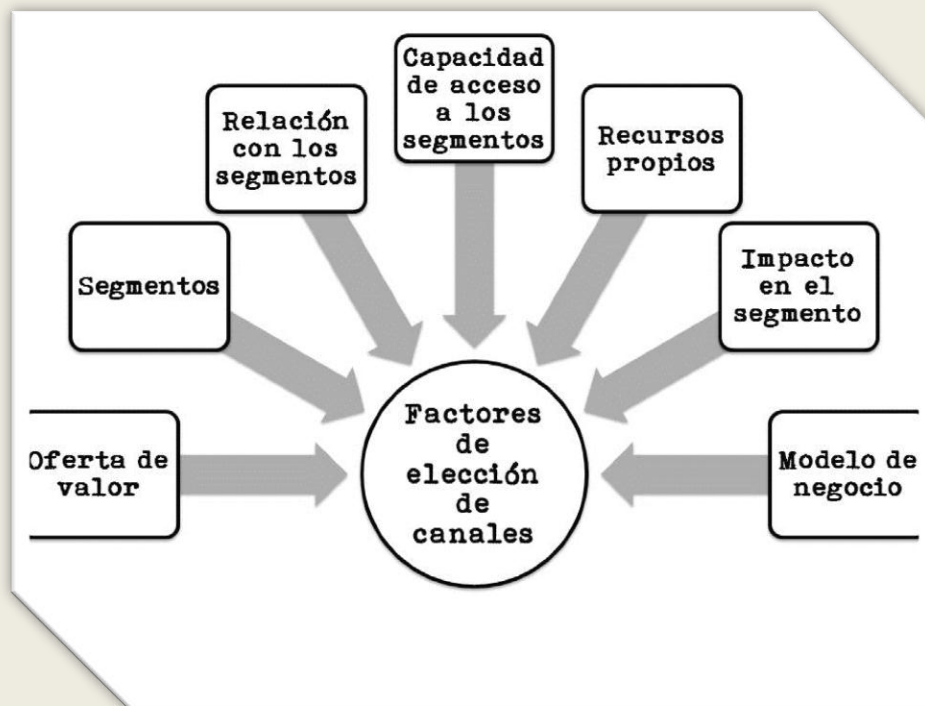 Capacidad
de acceso
a los
segmentos
Relación
con los
segmentos
Recursos
propios
Segmentos
Impacto
en el
segmento
Oferta de
valor
Factores
de
elección
de
canales
Modelo de
negocio